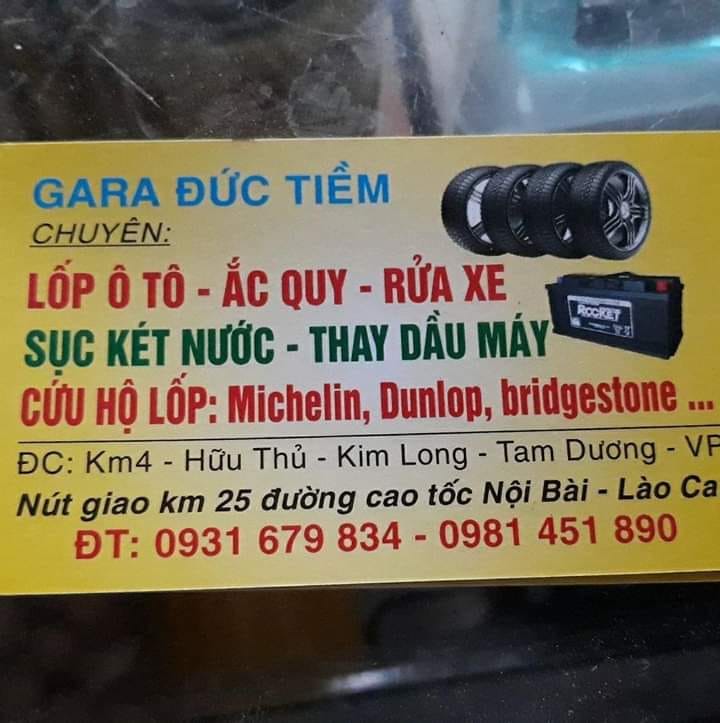 GARA ĐỨC TIỀM
CHUYÊN:
LỐP Ô TÔ - ẮC QUY - RỬA XE
ROCKET
SỤC KÉT NƯỚC - THAY DẦU MÁY
CỨU HỘ LỐP: Michelin, Dunlop, bridgestone ...
ĐC: Km4 - Hữu Thủ - Kim Long - Tam Dương - VP
Nút giao km 25 đường cao tốc Nội Bài - Lào Ca
ĐT: 0931 679 834 - 0981 451 890